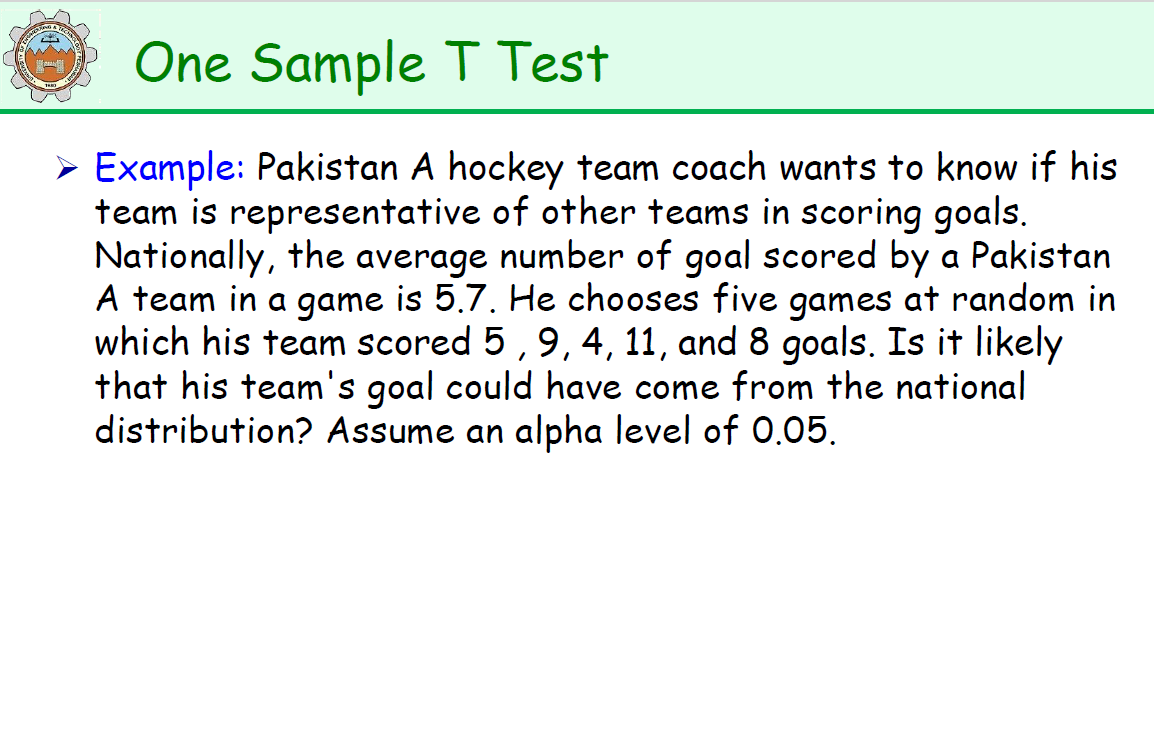 One Sample T Test
Example: Pakistan A hockey team coach wants to know if his
team is representative of other teams in scoring goals.
Nationally, the average number of goal scored by a Pakistan
A team in a game is 5.7. He chooses five games at random in
which his team scored 5 , 9, 4, 11, and 8 goals. Is it likely
that his team's goal could have come from the national
distribution? Assume an alpha level of 0.05.